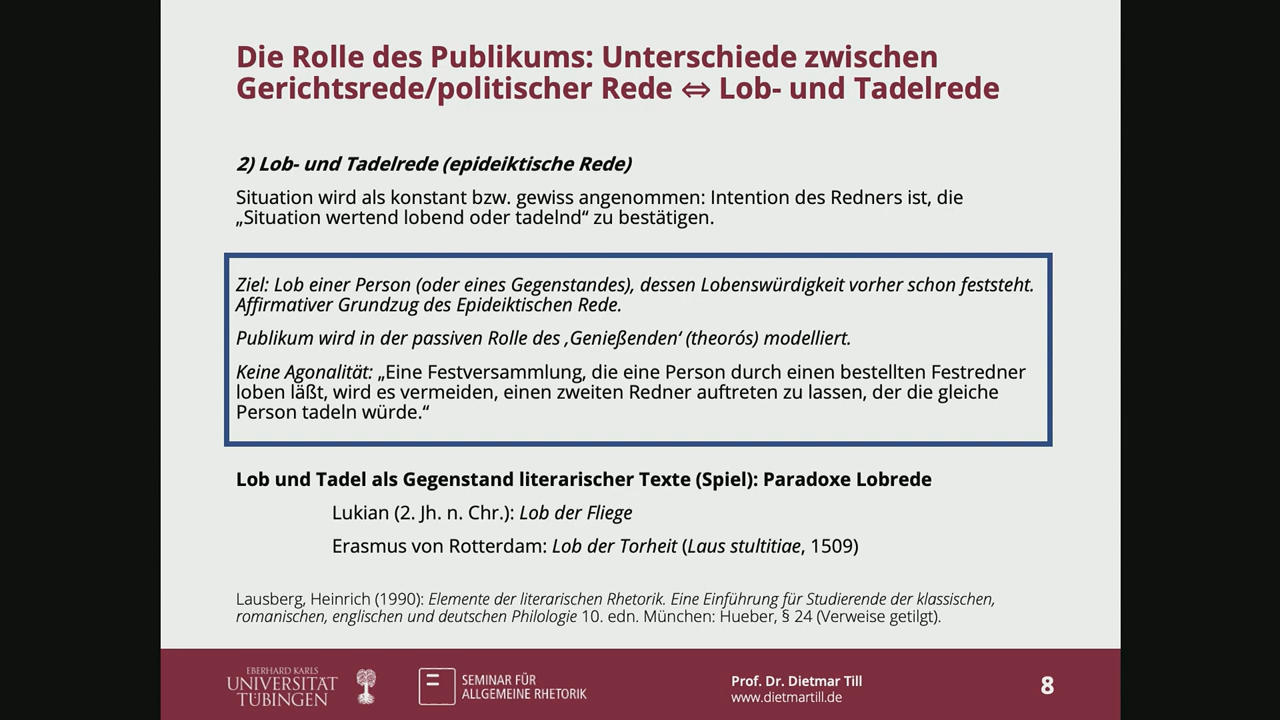 Die Rolle des Publikums: Unterschiede zwischen
Gerichtsrede/politischer Rede ⇔ Lob- und Tadelrede
2) Lob- und Tadelrede (epideiktische Rede)
Situation wird als konstant bzw. gewiss angenommen: Intention des Redners ist, die
„Situation wertend lobend oder tadelnd“ zu bestätigen.
Ziel: Lob einer Person (oder eines Gegenstandes), dessen Lobenswürdigkeit vorher schon feststeht.
Affirmativer Grundzug des Epideiktischen Rede.
Publikum wird in der passiven Rolle des ‚Genießenden‘ (theorós) modelliert.
Keine Agonalität: „Eine Festversammlung, die eine Person durch einen bestellten Festredner
loben läßt, wird es vermeiden, einen zweiten Redner auftreten zu lassen, der die gleiche
Person tadeln würde.“
Lob und Tadel als Gegenstand literarischer Texte (Spiel): Paradoxe Lobrede
Lukian (2. Jh. n. Chr.): Lob der Fliege
Erasmus von Rotterdam: Lob der Torheit (Laus stultitiae, 1509)
Lausberg, Heinrich (1990): Elemente der literarischen Rhetorik. Eine Einführung für Studierende der klassischen,
romanischen, englischen und deutschen Philologie 10. edn. München: Hueber, § 24 (Verweise getilgt).
EBERHARD KARLS
UNIVERSITÄT
TÜBINGEN
SEMINAR FÜR
ALLGEMEINE RHETORIK
Prof. Dr. Dietmar Till
www.dietmartill.de
8